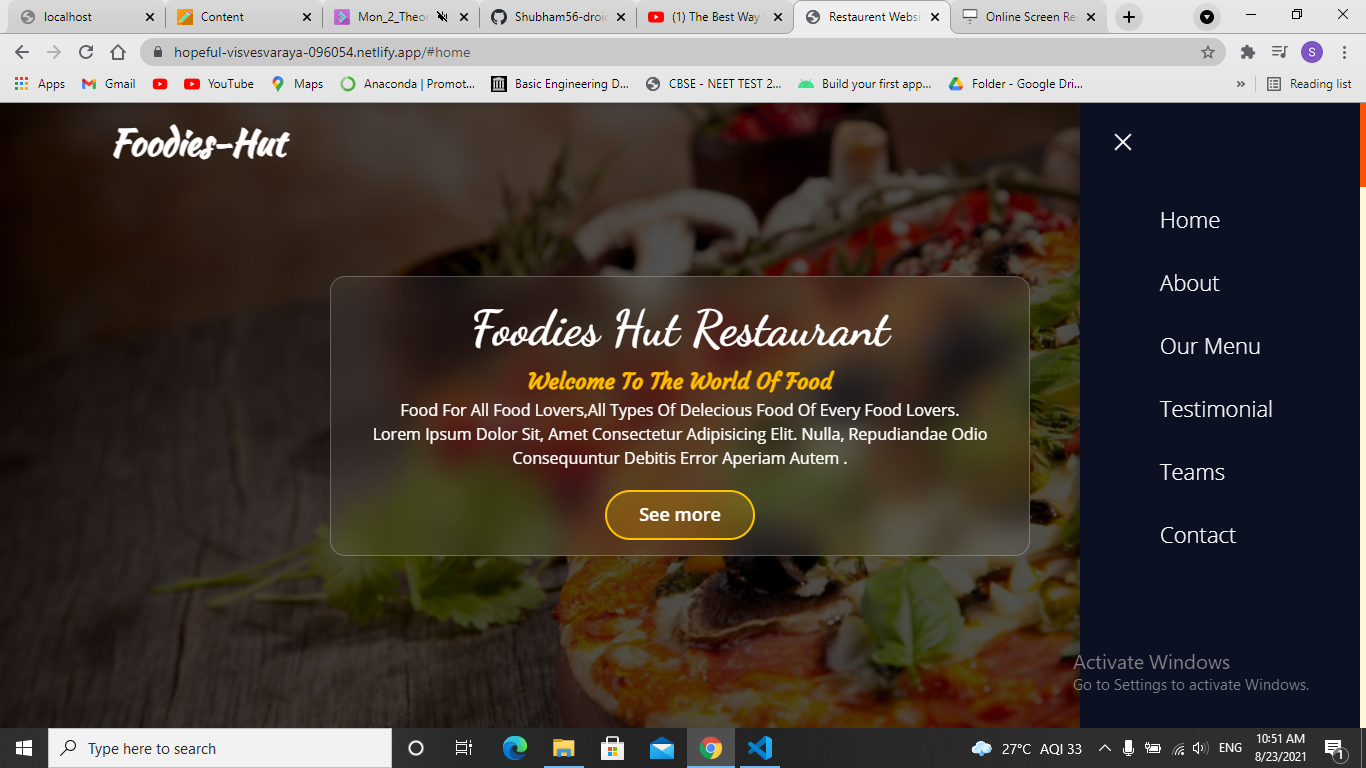 localhost
Content
Mon_2_Theor
Shubham56-droid
(1) The Best Way
Restaurent Websi
Online Screen Re
hopeful-visvesvaraya-096054.netlify.app/#home
S
Apps
Gmail
YouTube
Maps
Anaconda | Promot...
Basic Engineering D...
CBSE - NEET TEST 2...
Build your first app...
Folder - Google Dri...
»
Reading list
Foodies-Hut
Home
About
Our Menu
Testimonial
Teams
Contact
Foodies Hut Restaurant
Welcome To The World Of Food
Food For All Food Lovers,All Types Of Delecious Food Of Every Food Lovers.
Lorem Ipsum Dolor Sit, Amet Consectetur Adipisicing Elit. Nulla, Repudiandae Odio
Consequuntur Debitis Error Aperiam Autem .
See more
Activate Windows
Go to Settings to activate Windows.
Type here to search
27°C AQI 33
ENG
10:51 AM
8/23/2021
1